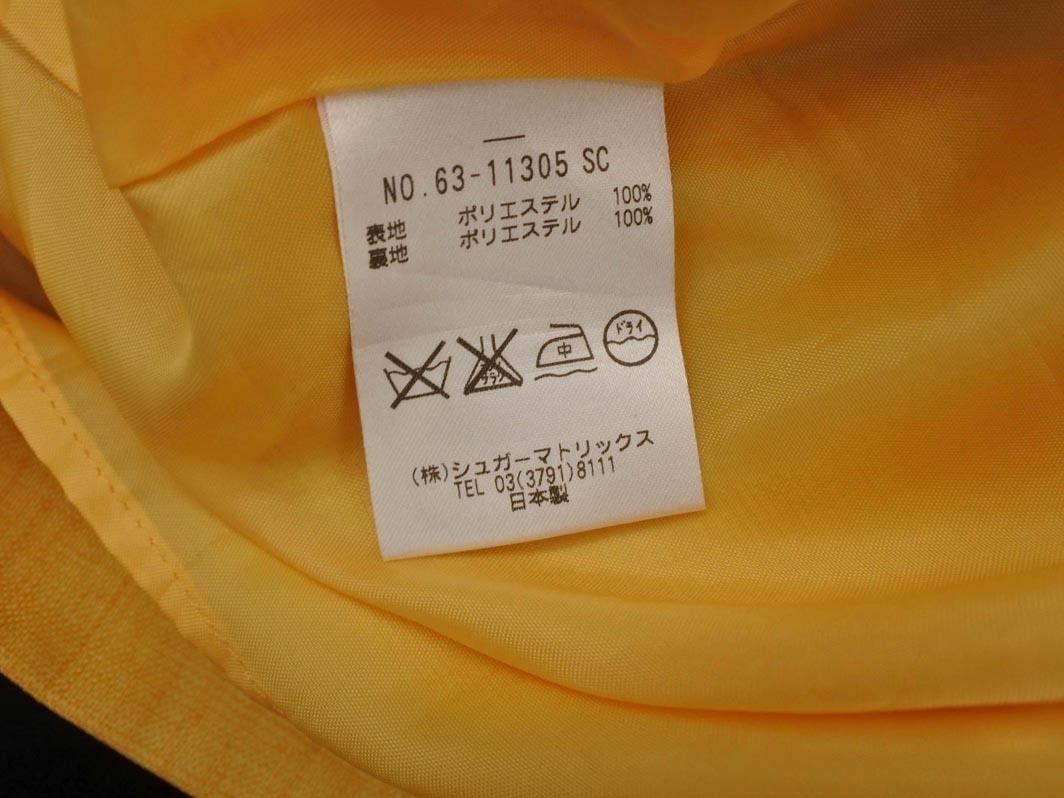 NO.63-11305 SC
表地 ポリエステル 100%
裏地 ポリエステル 100%
中 ドライ
(株)シュガーマトリックス
TEL 03(3791)8111
日本製